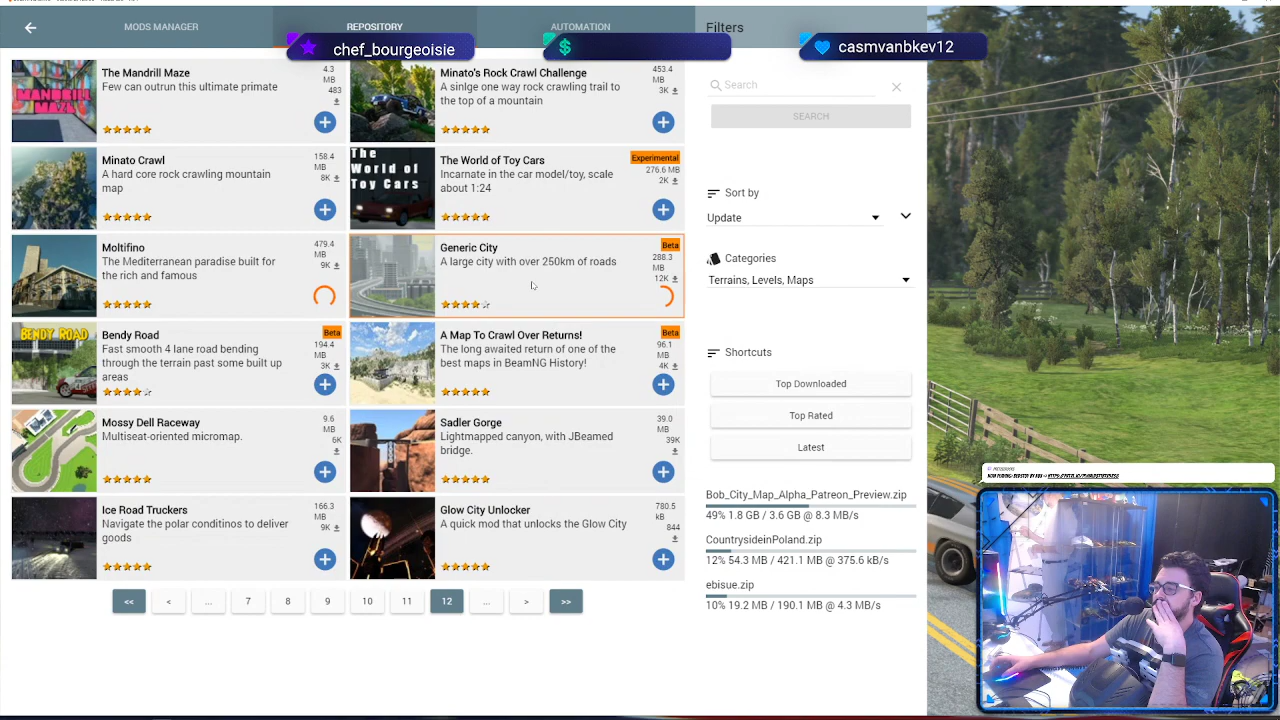 MODS MANAGER
REPOSITORY
AUTOMATION
Filters
chef_bourgeoisie
$
casmvanbkev12
The Mandrill Maze
Few can outrun this ultimate primate
4.3
MB
483
MANDRILL
MAZE
Minato's Rock Crawl Challenge
A sinlge one way rock crawling trail to
the top of a mountain
453.4
MB
3K
Minato Crawl
A hard core rock crawling mountain
map
158.4
MB
8K
The
World of
Toy Cars
The World of Toy Cars
Incarnate in the car model/toy, scale
about 1:24
Experimental
276.6 MB
2K
Moltifino
The Mediterranean paradise built for
the rich and famous
479.4
MB
9K
Generic City
A large city with over 250km of roads
Beta
288.3
MB
12K
BENDY ROAD
Bendy Road
Fast smooth 4 lane road bending
through the terrain past some built up
areas
Beta
194.4
MB
3K
A Map To Crawl Over Returns!
The long awaited return of one of the
best maps in BeamNG History!
Beta
96.1
MB
4K
Mossy Dell Raceway
Multiseat-oriented micromap.
9.6
MB
6K
Sadler Gorge
Lightmapped canyon, with JBeamed
bridge.
39.0
MB
39K
Ice Road Truckers
Navigate the polar conditinos to deliver
goods
166.3
MB
9K
Glow City Unlocker
A quick mod that unlocks the Glow City
780.5
kB
844
<< < ... 7 8 9 10 11 12 ... > >>
Search
SEARCH
Sort by
Update
Categories
Terrains, Levels, Maps
Shortcuts
Top Downloaded
Top Rated
Latest
Bob_City_Map_Alpha_Patreon_Preview.zip
49% 1.8 GB / 3.6 GB @ 8.3 MB/s
CountrysideinPoland.zip
12% 54.3 MB / 421.1 MB @ 375.6 kB/s
ebisue.zip
10% 19.2 MB / 190.1 MB @ 4.3 MB/s